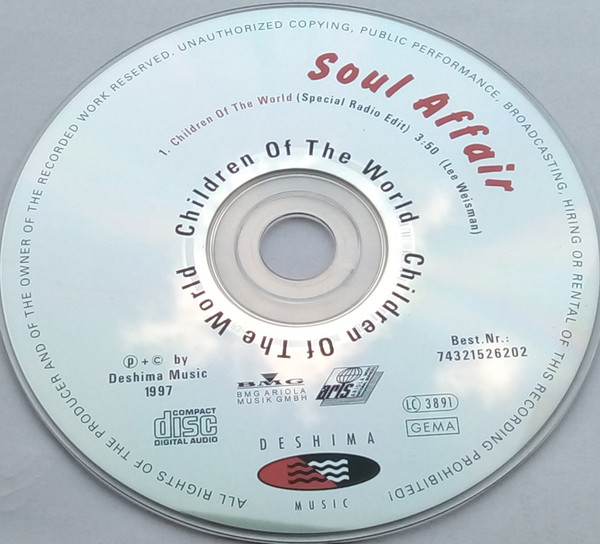 ALL RIGHTS OF THE PRODUCER AND OF THE OWNER OF THE RECORDED WORK RESERVED. UNAUTHORIZED COPYING, PUBLIC PERFORMANCE, BROADCASTING, HIRING OR RENTAL OF THIS RECORDING PROHIBITED!
Soul Affair
1. Children Of The World (Special Radio Edit) 3:50 (Lee Weisman)
Children Of The World Children Of The World
Ⓟ + © by
Deshima Music
1997
BMG
BMG ARIOLA
MUSIK GMBH
aris
Best.Nr.:
74321526202
LC 3891
GEMA
COMPACT
disc
DIGITAL AUDIO
DESHIMA
MUSIC